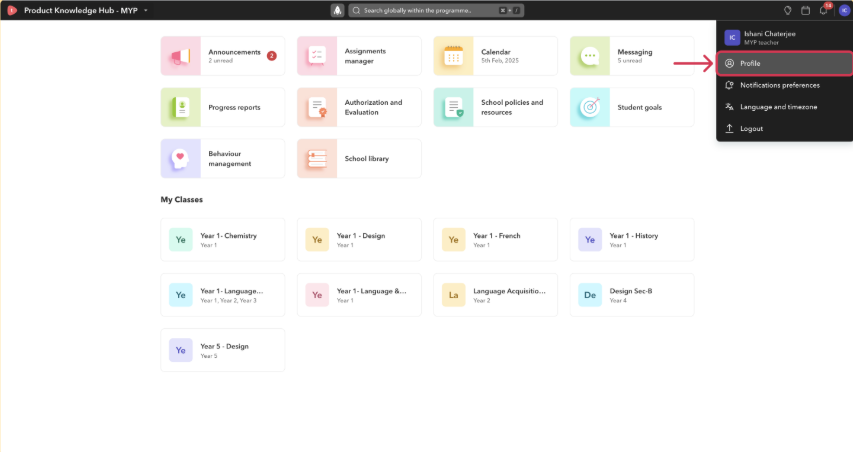 Product Knowledge Hub - MYP
Search globally within the programme..
⌘ + /
14
IC
IC
Ishani Chaterjee
MYP teacher
Profile
Notifications preferences
Language and timezone
Logout
Announcements
2 unread
2
Assignments
manager
Calendar
5th Feb, 2025
Messaging
5 unread
Progress reports
Authorization and
Evaluation
School policies and
resources
Student goals
Behaviour
management
School library
My Classes
Ye
Year 1- Chemistry
Year 1
Ye
Year 1 - Design
Year 1
Ye
Year 1 - French
Year 1
Ye
Year 1 - History
Year 1
Ye
Year 1- Language...
Year 1, Year 2, Year 3
Ye
Year 1- Language &...
Year 1
La
Language Acquisitio...
Year 2
De
Design Sec-B
Year 4
Ye
Year 5 - Design
Year 5